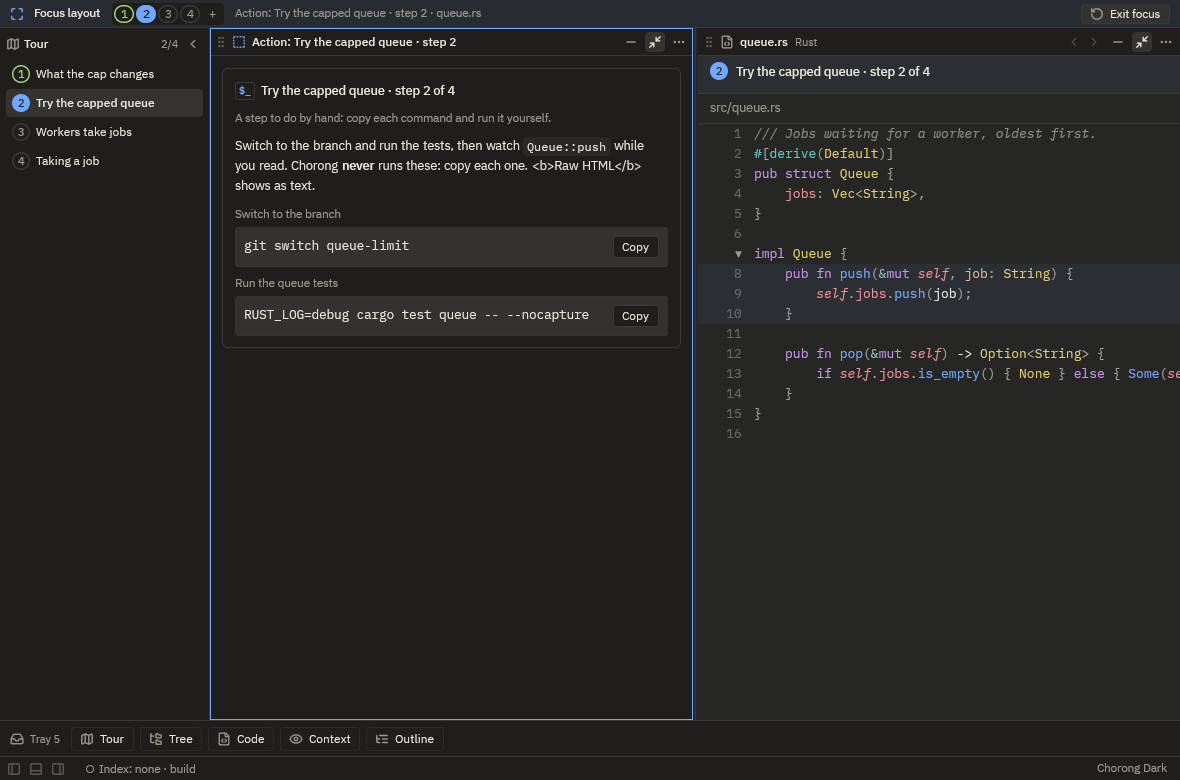 Focus layout 1 2 3 4 + Action: Try the capped queue · step 2 · queue.rs Exit focus
Tour 2/4
1 What the cap changes
2 Try the capped queue
3 Workers take jobs
4 Taking a job
Action: Try the capped queue · step 2
$_ Try the capped queue · step 2 of 4
A step to do by hand: copy each command and run it yourself.
Switch to the branch and run the tests, then watch Queue::push while
you read. Chorong never runs these: copy each one. <b>Raw HTML</b>
shows as text.
Switch to the branch
git switch queue-limit Copy
Run the queue tests
RUST_LOG=debug cargo test queue -- --nocapture Copy
queue.rs Rust
2 Try the capped queue · step 2 of 4
src/queue.rs
1 /// Jobs waiting for a worker, oldest first.
2 #[derive(Default)]
3 pub struct Queue {
4     jobs: Vec<String>,
5 }
6
▼ impl Queue {
8     pub fn push(&mut self, job: String) {
9         self.jobs.push(job);
10     }
11
12     pub fn pop(&mut self) -> Option<String> {
13         if self.jobs.is_empty() { None } else { Some(se
14     }
15 }
16
Tray 5 Tour Tree Code Context Outline
Index: none · build Chorong Dark